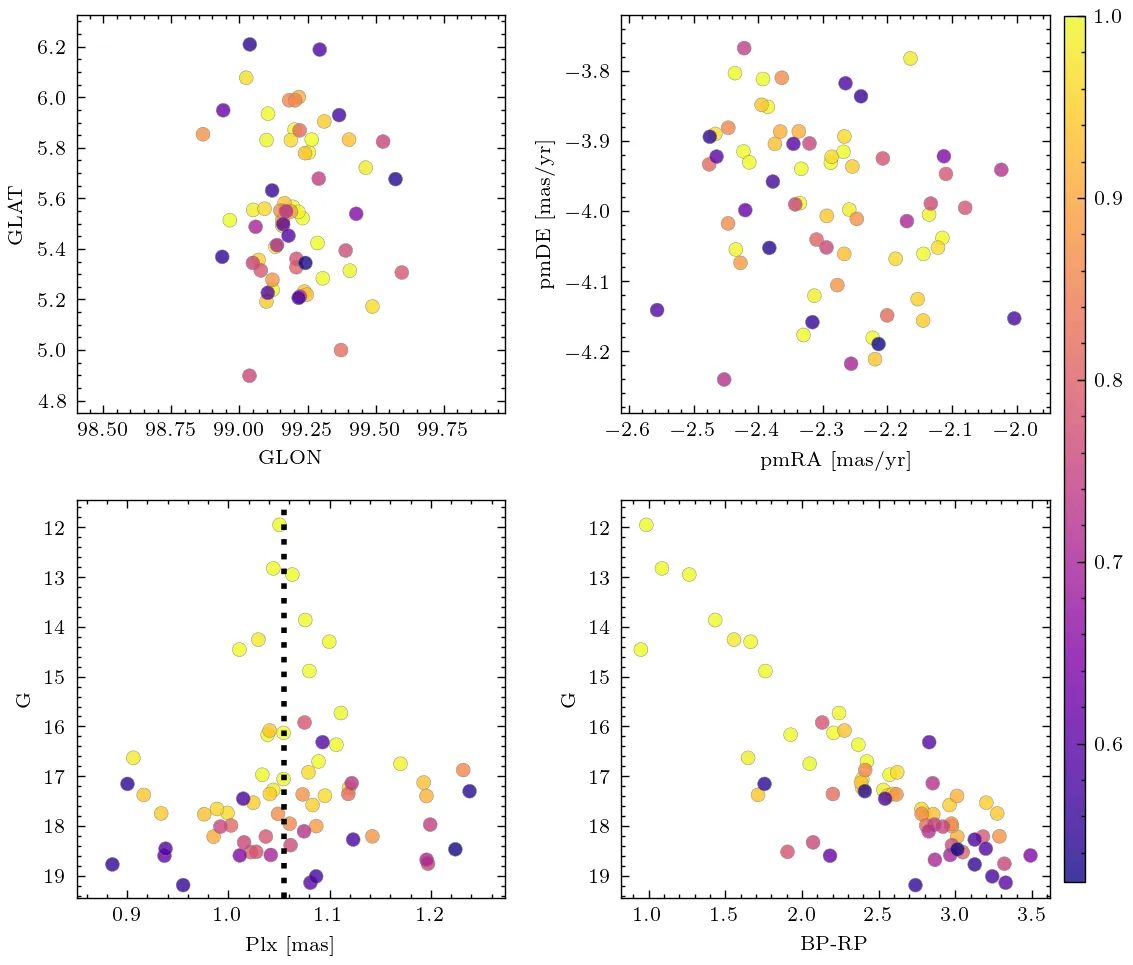 6.2
6.0
5.8
5.6
5.4
5.2
5.0
4.8
GLAT
98.50 98.75 99.00 99.25 99.50 99.75
GLON
−3.8
−3.9
−4.0
−4.1
−4.2
pmDE [mas/yr]
−2.6 −2.5 −2.4 −2.3 −2.2 −2.1 −2.0
pmRA [mas/yr]
12
13
14
15
16
17
18
19
G
0.9 1.0 1.1 1.2
Plx [mas]
12
13
14
15
16
17
18
19
G
1.0 1.5 2.0 2.5 3.0 3.5
BP-RP
1.0
0.9
0.8
0.7
0.6